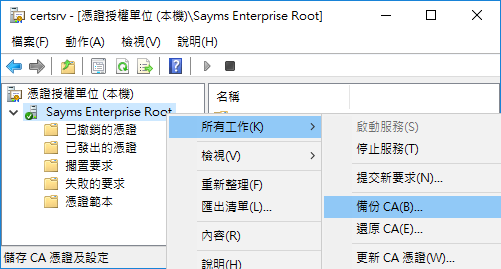 certsrv - [憑證授權單位 (本機)\Sayms Enterprise Root]
檔案(F) 動作(A) 檢視(V) 說明(H)
憑證授權單位 (本機)
Sayms Enterprise Root
已撤銷的憑證
已發出的憑證
擱置要求
失敗的要求
憑證範本
名稱
所有工作(K)
檢視(V)
重新整理(F)
匯出清單(L)...
內容(R)
說明(H)
啟動服務(S)
停止服務(T)
提交新要求(N)...
備份 CA(B)...
還原 CA(E)...
更新 CA 憑證(W)...
儲存 CA 憑證及設定